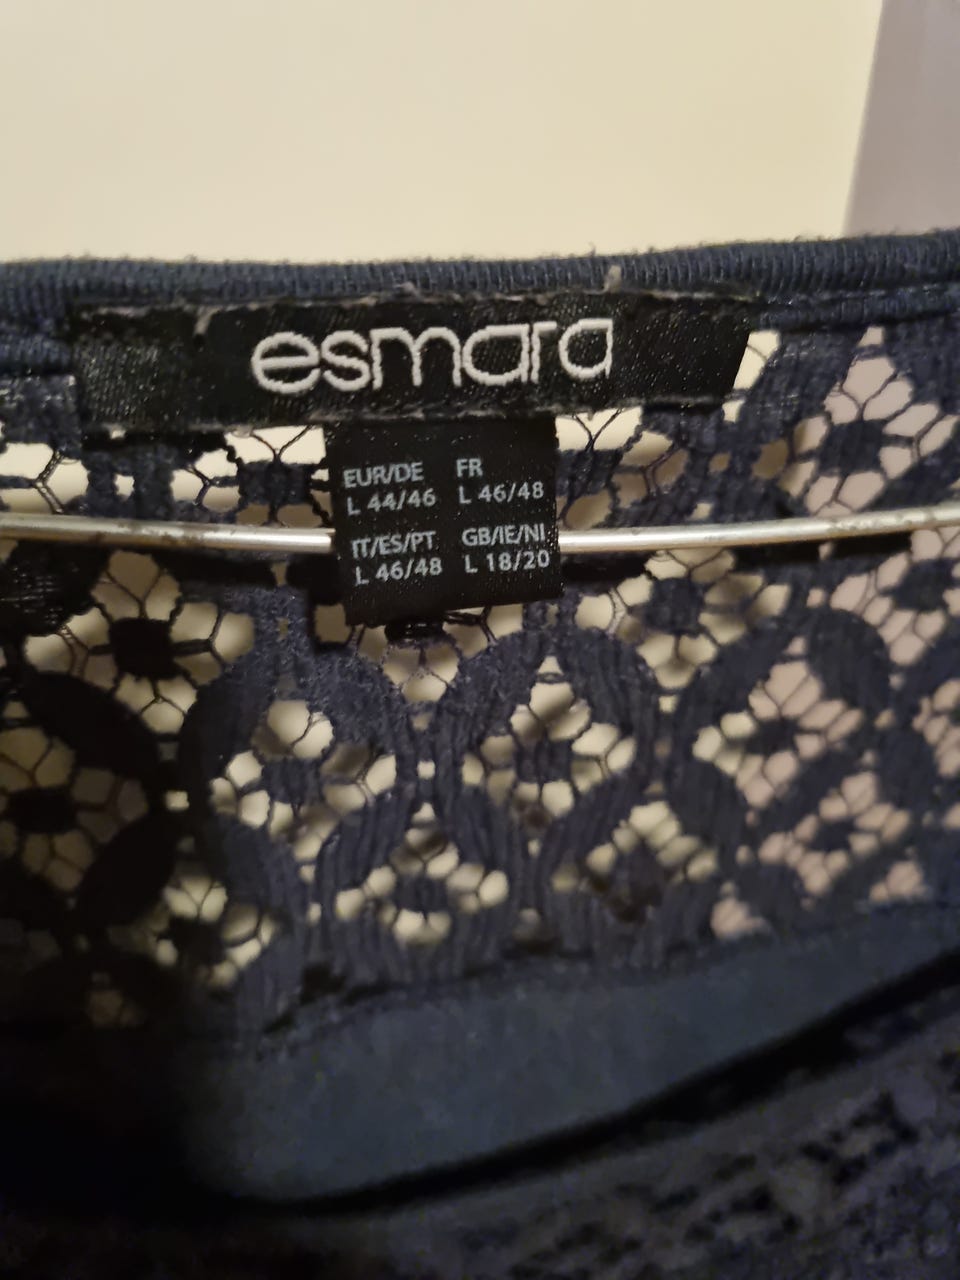 esmara
EUR/DE FR
L 44/46 L 46/48
IT/ES/PT GB/IE/NI
L 46/48 L 18/20